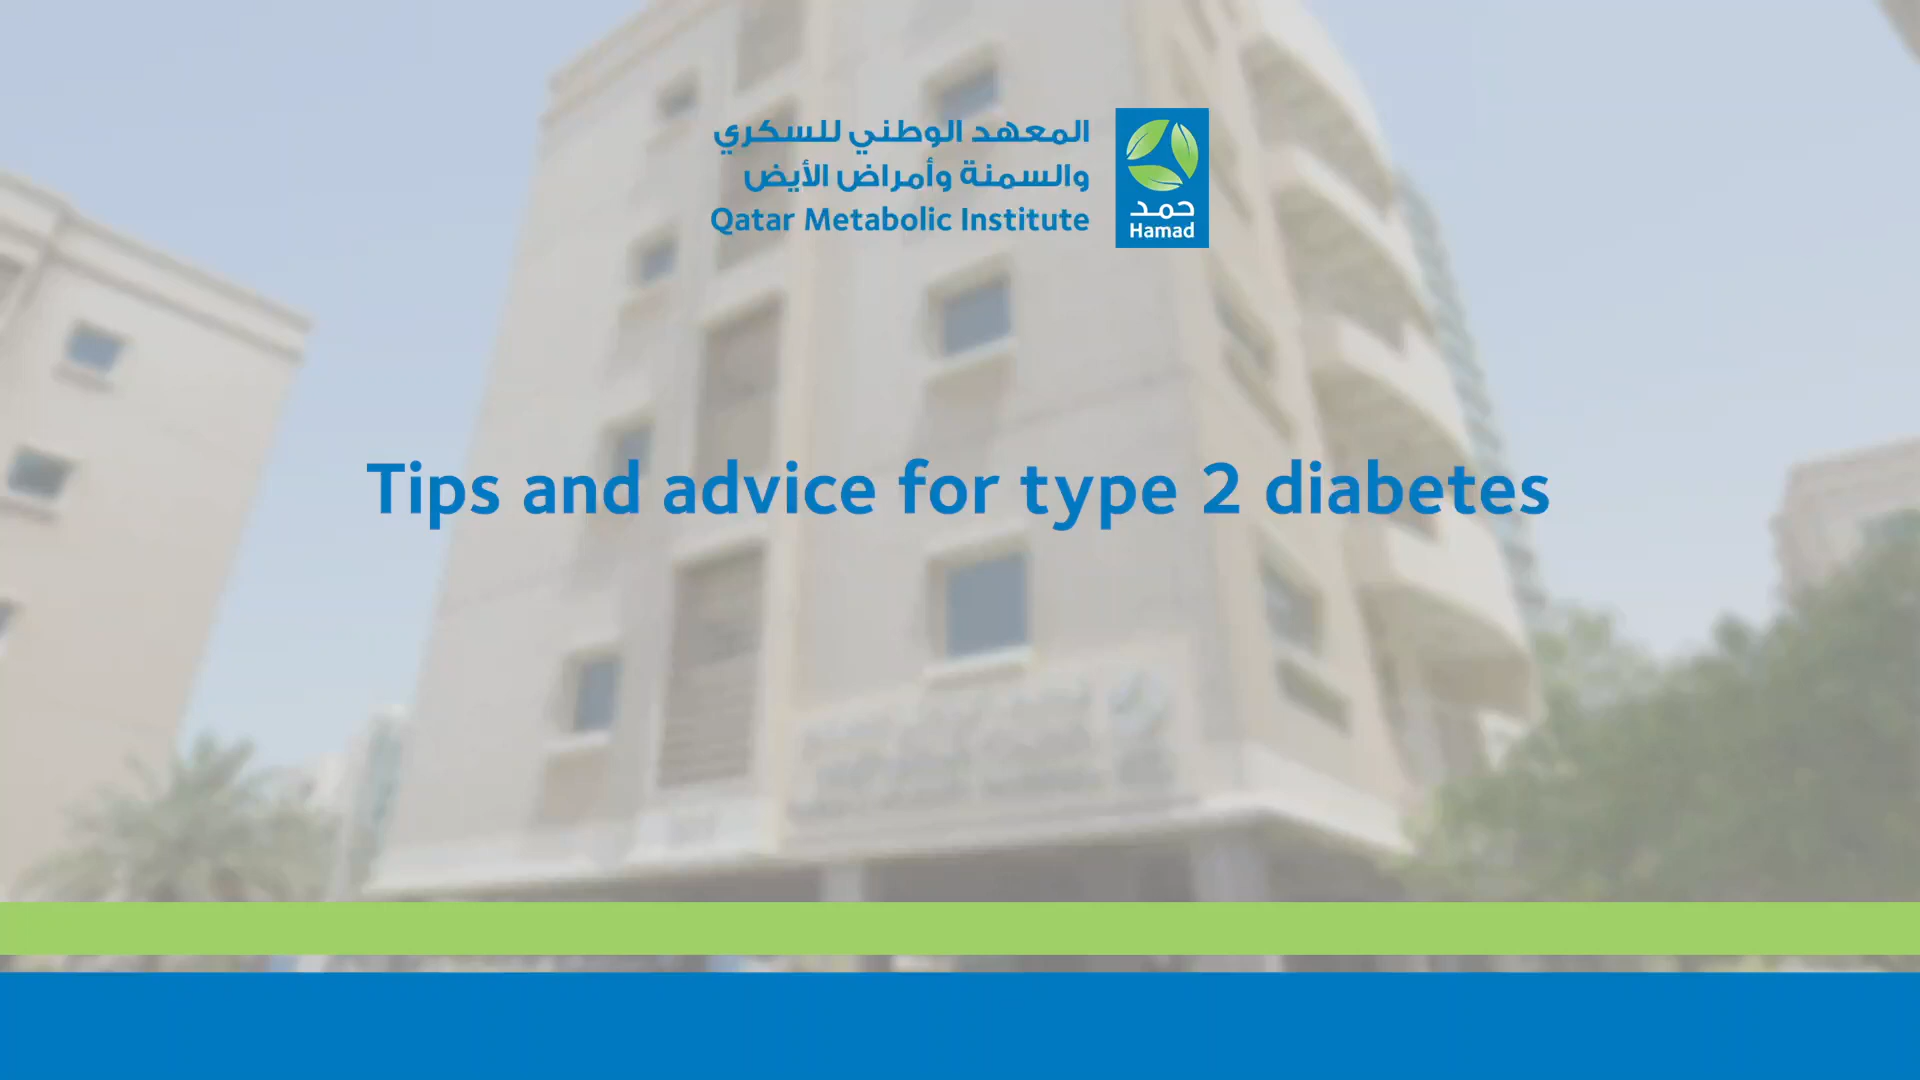 المعهد الوطني للسكري
والسمنة وأمراض الأيض
Qatar Metabolic Institute
حمد
Hamad
Tips and advice for type 2 diabetes